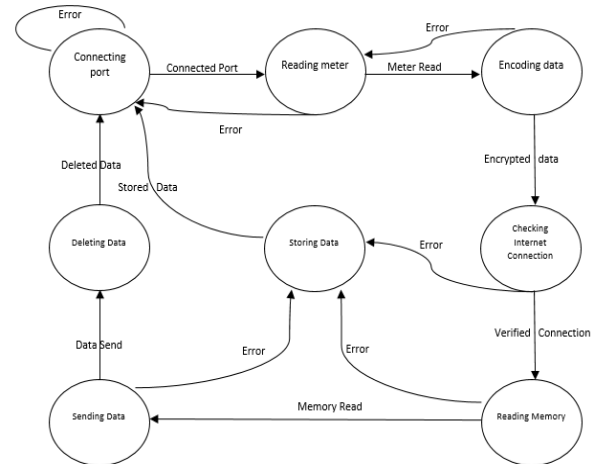 Error
Error
Connecting
port
Connected Port
Reading meter
Meter Read
Encoding data
Error
Deleted Data
Stored Data
Encrypted data
Deleting Data
Storing Data
Error
Checking
Internet
Connection
Data Send
Error
Error
Verified Connection
Sending Data
Memory Read
Reading Memory